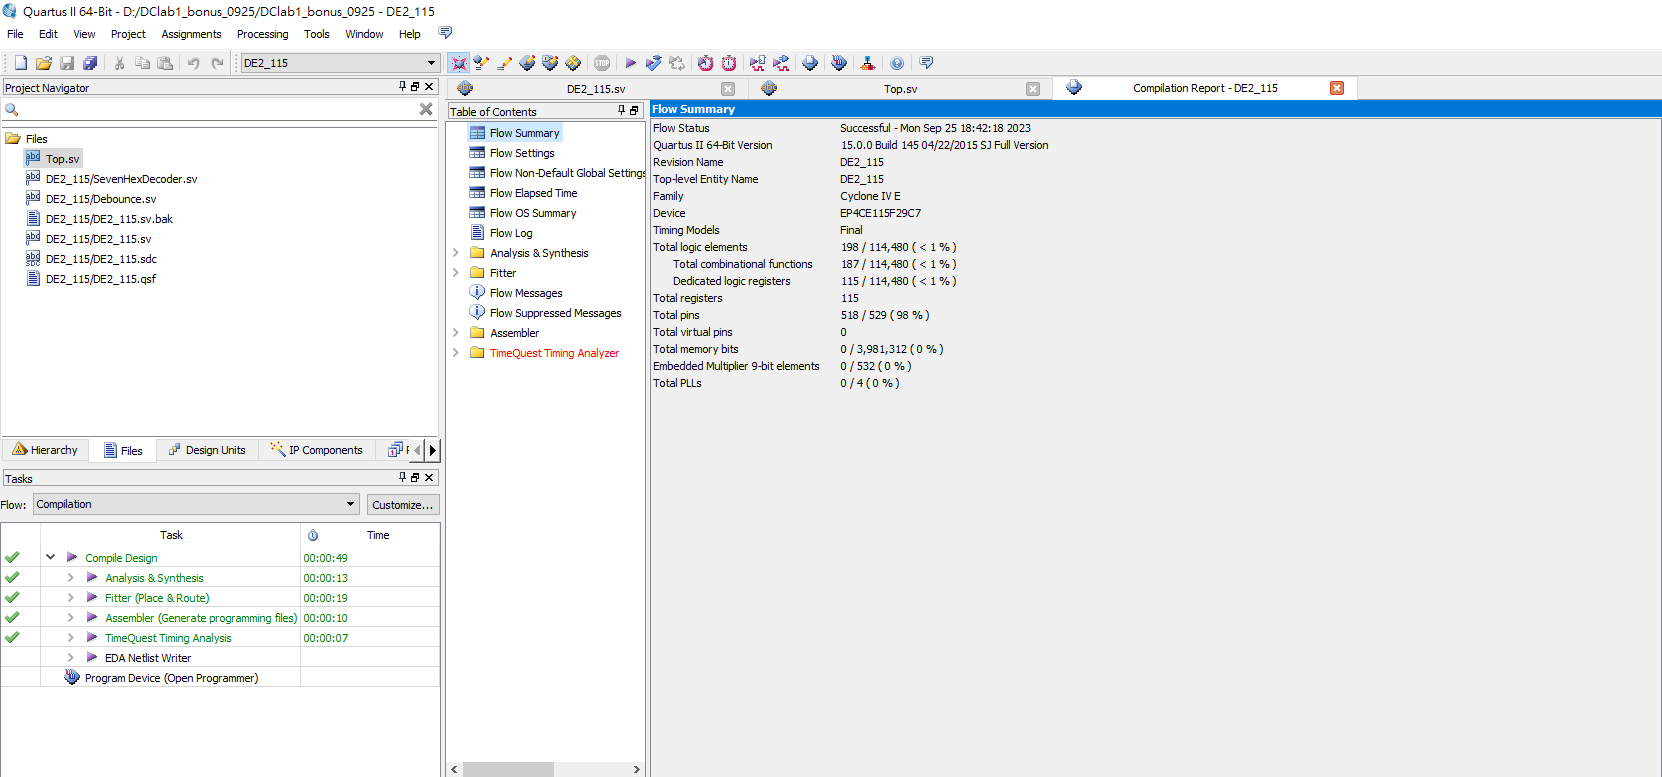 Quartus II 64-Bit - D:/DClab1_bonus_0925/DClab1_bonus_0925 - DE2_115
File Edit View Project Assignments Processing Tools Window Help
DE2_115
Project Navigator
Files
Top.sv
DE2_115/SevenHexDecoder.sv
DE2_115/Debounce.sv
DE2_115/DE2_115.sv.bak
DE2_115/DE2_115.sv
DE2_115/DE2_115.sdc
DE2_115/DE2_115.qsf
Hierarchy Files Design Units IP Components
Tasks
Flow: Compilation Customize...
Task Time
Compile Design 00:00:49
Analysis & Synthesis 00:00:13
Fitter (Place & Route) 00:00:19
Assembler (Generate programming files) 00:00:10
TimeQuest Timing Analysis 00:00:07
EDA Netlist Writer
Program Device (Open Programmer)
DE2_115.sv Top.sv Compilation Report - DE2_115
Table of Contents
Flow Summary
Flow Settings
Flow Non-Default Global Settings
Flow Elapsed Time
Flow OS Summary
Flow Log
Analysis & Synthesis
Fitter
Flow Messages
Flow Suppressed Messages
Assembler
TimeQuest Timing Analyzer
Flow Summary
Flow Status Successful - Mon Sep 25 18:42:18 2023
Quartus II 64-Bit Version 15.0.0 Build 145 04/22/2015 SJ Full Version
Revision Name DE2_115
Top-level Entity Name DE2_115
Family Cyclone IV E
Device EP4CE115F29C7
Timing Models Final
Total logic elements 198 / 114,480 ( < 1 % )
Total combinational functions 187 / 114,480 ( < 1 % )
Dedicated logic registers 115 / 114,480 ( < 1 % )
Total registers 115
Total pins 518 / 529 ( 98 % )
Total virtual pins 0
Total memory bits 0 / 3,981,312 ( 0 % )
Embedded Multiplier 9-bit elements 0 / 532 ( 0 % )
Total PLLs 0 / 4 ( 0 % )